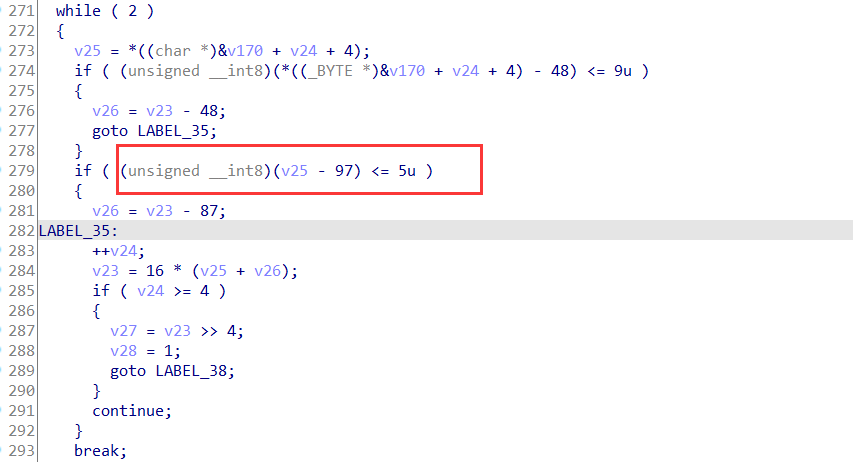 271 while ( 2 )
272 {
273 v25 = *((char *)&v170 + v24 + 4);
274 if ( (unsigned __int8)(*((_BYTE *)&v170 + v24 + 4) - 48) <= 9u )
275 {
276 v26 = v23 - 48;
277 goto LABEL_35;
278 }
279 if ( (unsigned __int8)(v25 - 97) <= 5u )
280 {
281 v26 = v23 - 87;
282 LABEL_35:
283 ++v24;
284 v23 = 16 * (v25 + v26);
285 if ( v24 >= 4 )
286 {
287 v27 = v23 >> 4;
288 v28 = 1;
289 goto LABEL_38;
290 }
291 continue;
292 }
293 break;